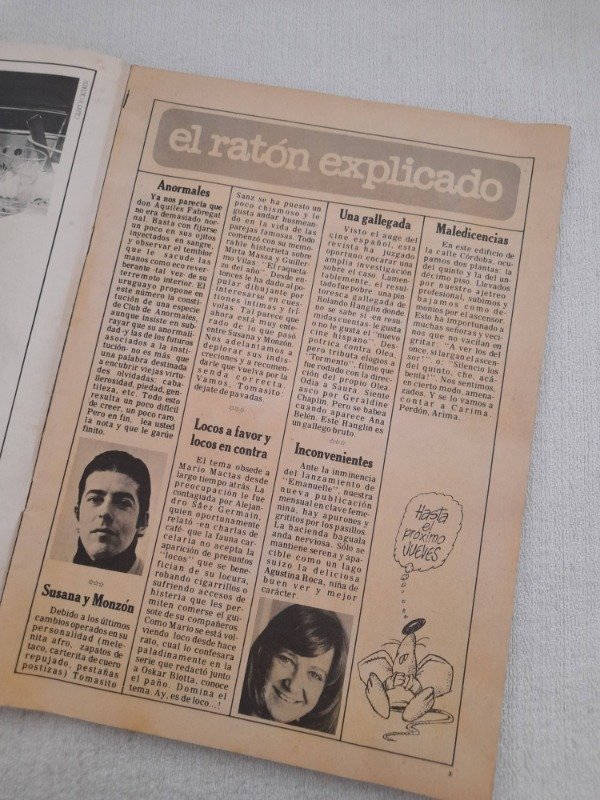 el ratón explicado
Anormales
Ya nos parecía que
don Aquiles Fabregat
no era demasiado nor-
mal. Basta con fijarse
un poco en sus ojitos
inyectados en sangre,
y observar el temblor
que le sacude las
manos como eco rever-
berante -tal vez- de su
terremoto interior. El
uruguayo propone en
este número la consti-
tución de una especie
de Club de Anormales,
aunque insiste en sub-
rayar que su anormali-
dad -y las de los futuros
asociados a la insti-
tución- no es más que
una palabra destinada
a encubrir viejas virtu-
des olvidadas: caba-
llerosidad, piedad, gen-
tileza, etc. Todo esto
resulta un poco difícil
de creer, un poco raro.
Pero en fin, lea usted
la nota y que le garúe
finito.
Susana y Monzón
Debido a los últimos
cambios operados en su
personalidad (mele-
nita afro, zapatos de
taco, carterita de cuero
repujado, pestañas
postizas) Tomasito
Sanz se ha puesto un
poco chismoso y le
gusta andar husmean-
do en la vida de las
parejas famosas. Todo
comenzó con su memo-
rable historieta sobre
Mirta Massa y Guiller-
mo Vilas, "El raqueta-
zo del año". Desde en-
tonces le ha dado al po-
pular dibujante por
interesarse en cues-
tiones íntimas y frí-
volas. Tal parece que
ahora está muy ente-
rado de lo que pasó
entre Susana y Monzón.
Nos adelantamos a
deplorar sus indis-
creciones y a recomen-
darle que vuelva por la
senda correcta.
Vamos, Tomasito:
dejate de pavadas.
Locos a favor y
locos en contra
El tema obsede a
Mario Mactas desde
largo tiempo atrás. La
preocupación le fue
contagiada por Alejan-
dro Sáez Germain,
quien oportunamente
relató -en charlas de
café- que la fauna car-
celaria no acepta la
aparición de presuntos
"locos" que se bene-
fician de su locura,
robando cigarrillos o
sufriendo accesos de
histeria que les per-
miten comerse el gui-
sote de su compañeros.
Como Mario se está vol-
viendo loco desde hace
rato, cual lo confesara
paladinamente en la
serie que redactó junto
a Oskar Blotta, conoce
el paño. Domina el
tema. Ay, es de loco...!
Una gallegada
Visto el auge del
cine español, esta
revista ha juzgado
oportuno encarar una
amplia investigación
sobre el caso. Lamen-
tablemente, el resul-
tado fue pobre: una pin-
toresca gallegada de
Rolando Hanglin donde
no se sabe si -en reso-
midas cuentas- le gusta
o no le gusta el "nuevo
cine hispano". Des-
potrica contra Olea,
pero tributa elogios a
"Tormento", filme que
fue rodado con la direc-
ción del propio Olea.
Odia a Saura. Siente
asco por Geraldine
Chaplin. Pero se babea
cuando aparece Ana
Belén. Este Hanglin es
un gallego bruto.
Inconvenientes
Ante la inminencia
del lanzamiento de
"Emanuelle", nuestra
nueva publicación
mensual en clave feme-
nina, hay apurones y
grititos por los pasillos.
La hacienda baguala
anda nerviosa. Sólo se
mantiene serena y apa-
cible como un lago
suizo la deliciosa
Agustina Roca, niña de
buen ver y mejor
carácter.
Maledicencias
En este edificio de
la calle Córdoba, ocu-
pamos dos plantas: la
del quinto y la del un-
décimo piso. Llevados
por nuestro ajetreo
profesional, subimos y
bajamos como de-
monios por el ascensor.
Esto ha importunado a
muchas señoras y veci-
nos que no vacilan en
gritar: "A ver los del
once, si largan el ascen-
sor!". O: "Silencio los
del quinto, che, acá-
benla!". Nos sentimos
en cierto modo, amena-
zados. Y se lo vamos a
contar a Carima.
Perdón, Arima.
Hasta
el
próximo
JUEVES
3